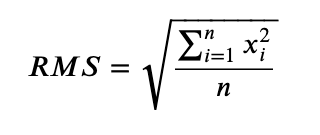 RMS = √(∑ⁿᵢ₌₁ xᵢ² / n)